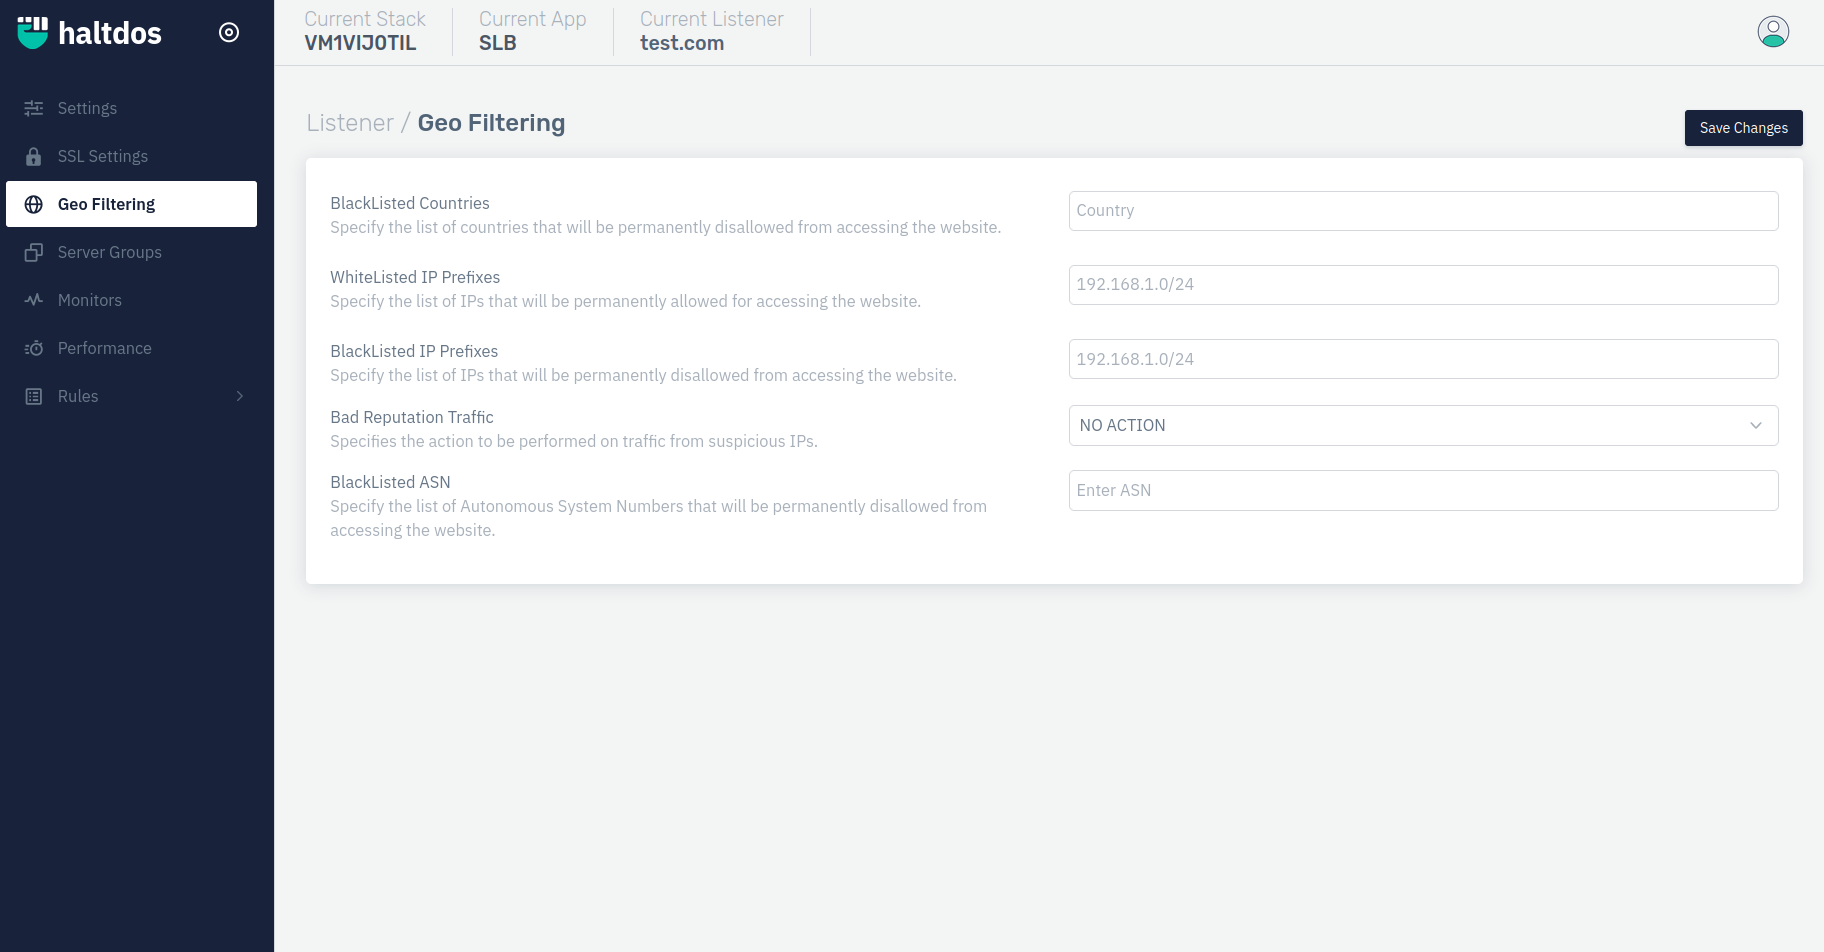 haltdos
Settings
SSL Settings
Geo Filtering
Server Groups
Monitors
Performance
Rules
Current Stack
VM1VIJ0TIL
Current App
SLB
Current Listener
test.com
Listener / Geo Filtering
Save Changes
BlackListed Countries
Specify the list of countries that will be permanently disallowed from accessing the website.
Country
WhiteListed IP Prefixes
Specify the list of IPs that will be permanently allowed for accessing the website.
192.168.1.0/24
BlackListed IP Prefixes
Specify the list of IPs that will be permanently disallowed from accessing the website.
192.168.1.0/24
Bad Reputation Traffic
Specifies the action to be performed on traffic from suspicious IPs.
NO ACTION
BlackListed ASN
Specify the list of Autonomous System Numbers that will be permanently disallowed from
accessing the website.
Enter ASN